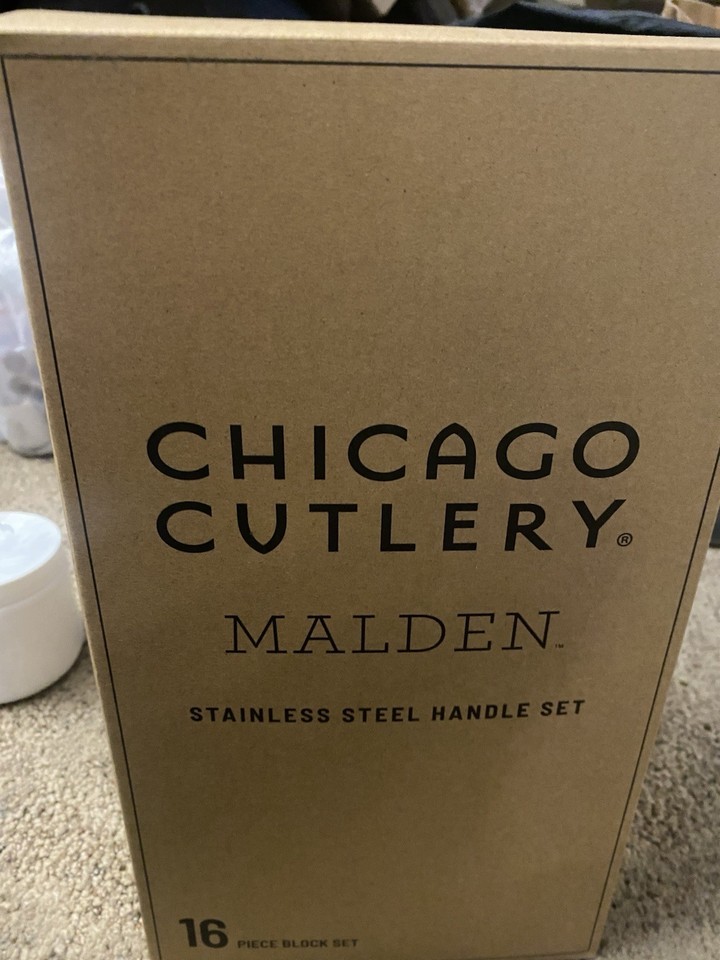 CHICAGO
CUTLERY®
MALDEN™
STAINLESS STEEL HANDLE SET
16 PIECE BLOCK SET